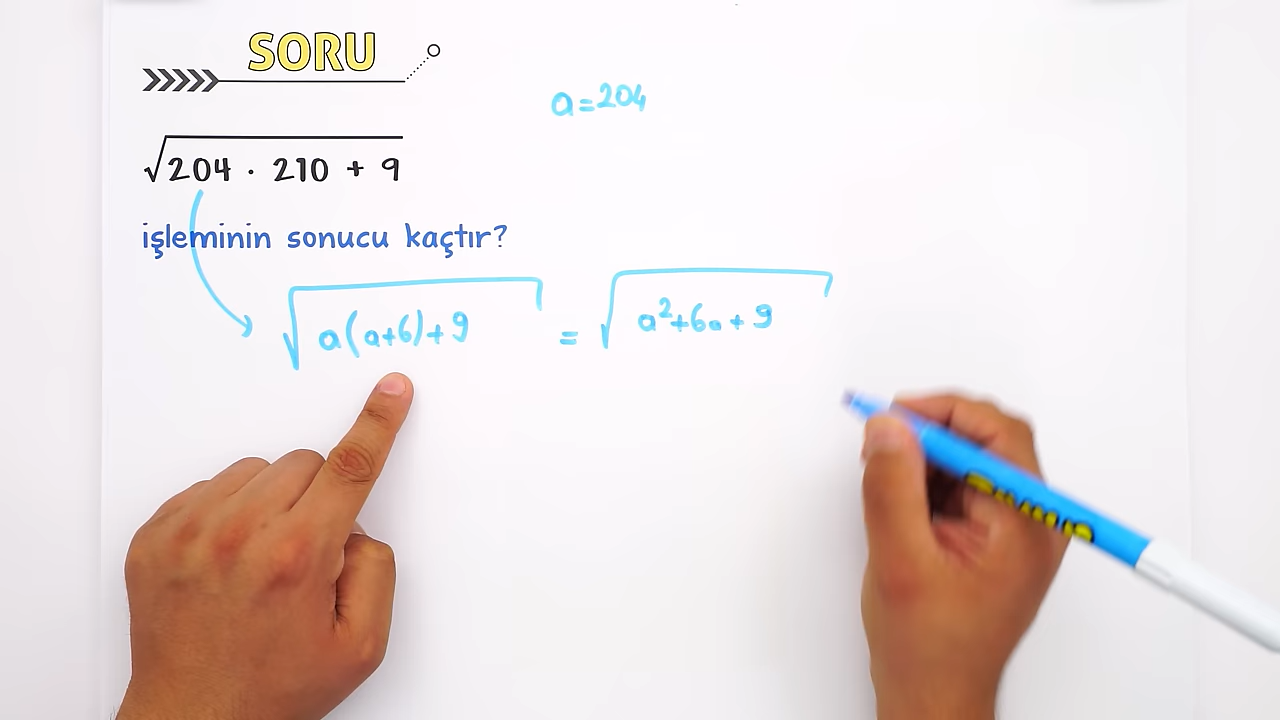 SORU
a=204
√204 · 210 + 9
işleminin sonucu kaçtır?
√a(a+6)+9 = √a²+6a+9